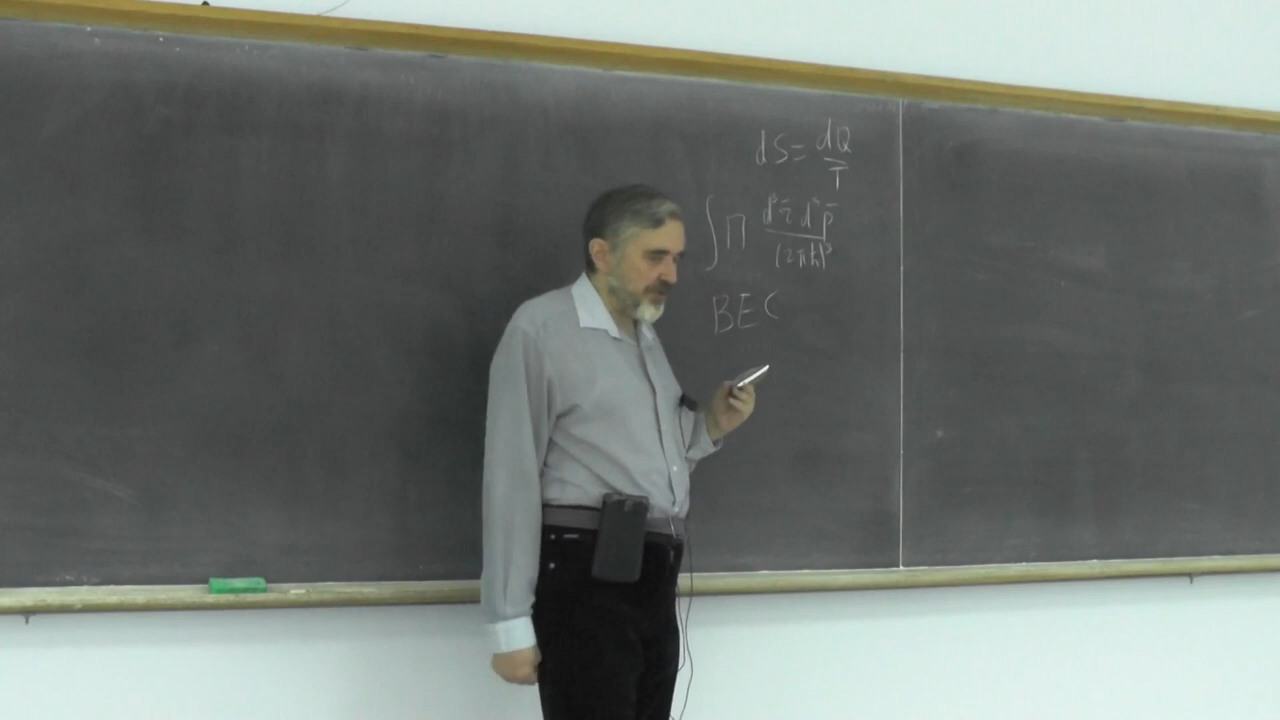 dS = dQ/T
∫ Π d³r̄ d³p̄ / (2πħ)³
BEC